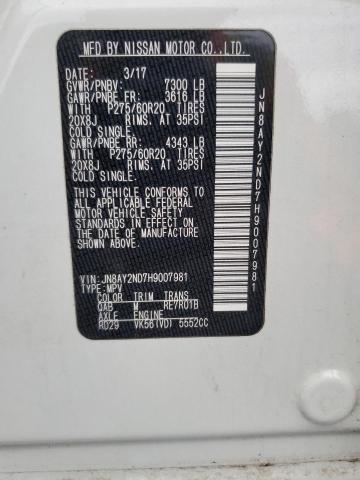 MFD BY NISSAN MOTOR CO., LTD.
DATE: 3/17
GVWR/PNBV: 7300 LB
GAWR/PNBE FR: 3616 LB
WITH P275/60R20 TIRES
20X8J RIMS. AT 35PSI
COLD SINGLE.
GAWR/PNBE RR: 4343 LB
WITH P275/60R20 TIRES
20X8J RIMS. AT 35PSI
COLD SINGLE.
THIS VEHICLE CONFORMS TO
ALL APPLICABLE FEDERAL
MOTOR VEHICLE SAFETY
STANDARDS IN EFFECT
ON THE DATE OF
MANUFACTURE SHOWN ABOVE.
VIN: JN8AY2ND7H9007981
TYPE: MPV
COLOR TRIM TRANS
QAB M RE7R01B
AXLE ENGINE
RD29 VK56(VD) 5552CC
JN8AY2ND7H9007981